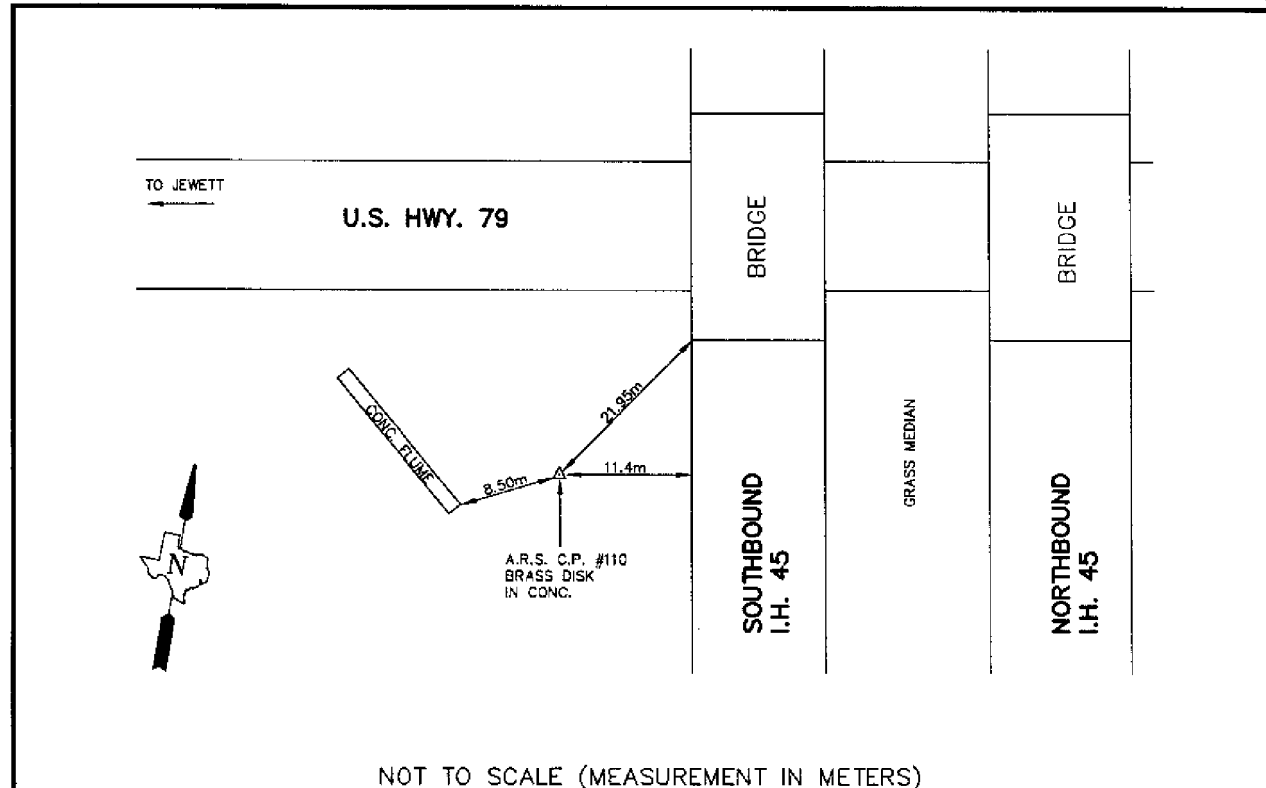 TO JEWETT
U.S. HWY. 79
BRIDGE
BRIDGE
CONC. FLUME
21.95m
8.50m
11.4m
GRASS MEDIAN
A.R.S. C.P. #110
BRASS DISK
IN CONC.
SOUTHBOUND
I.H. 45
NORTHBOUND
I.H. 45
N
NOT TO SCALE (MEASUREMENT IN METERS)